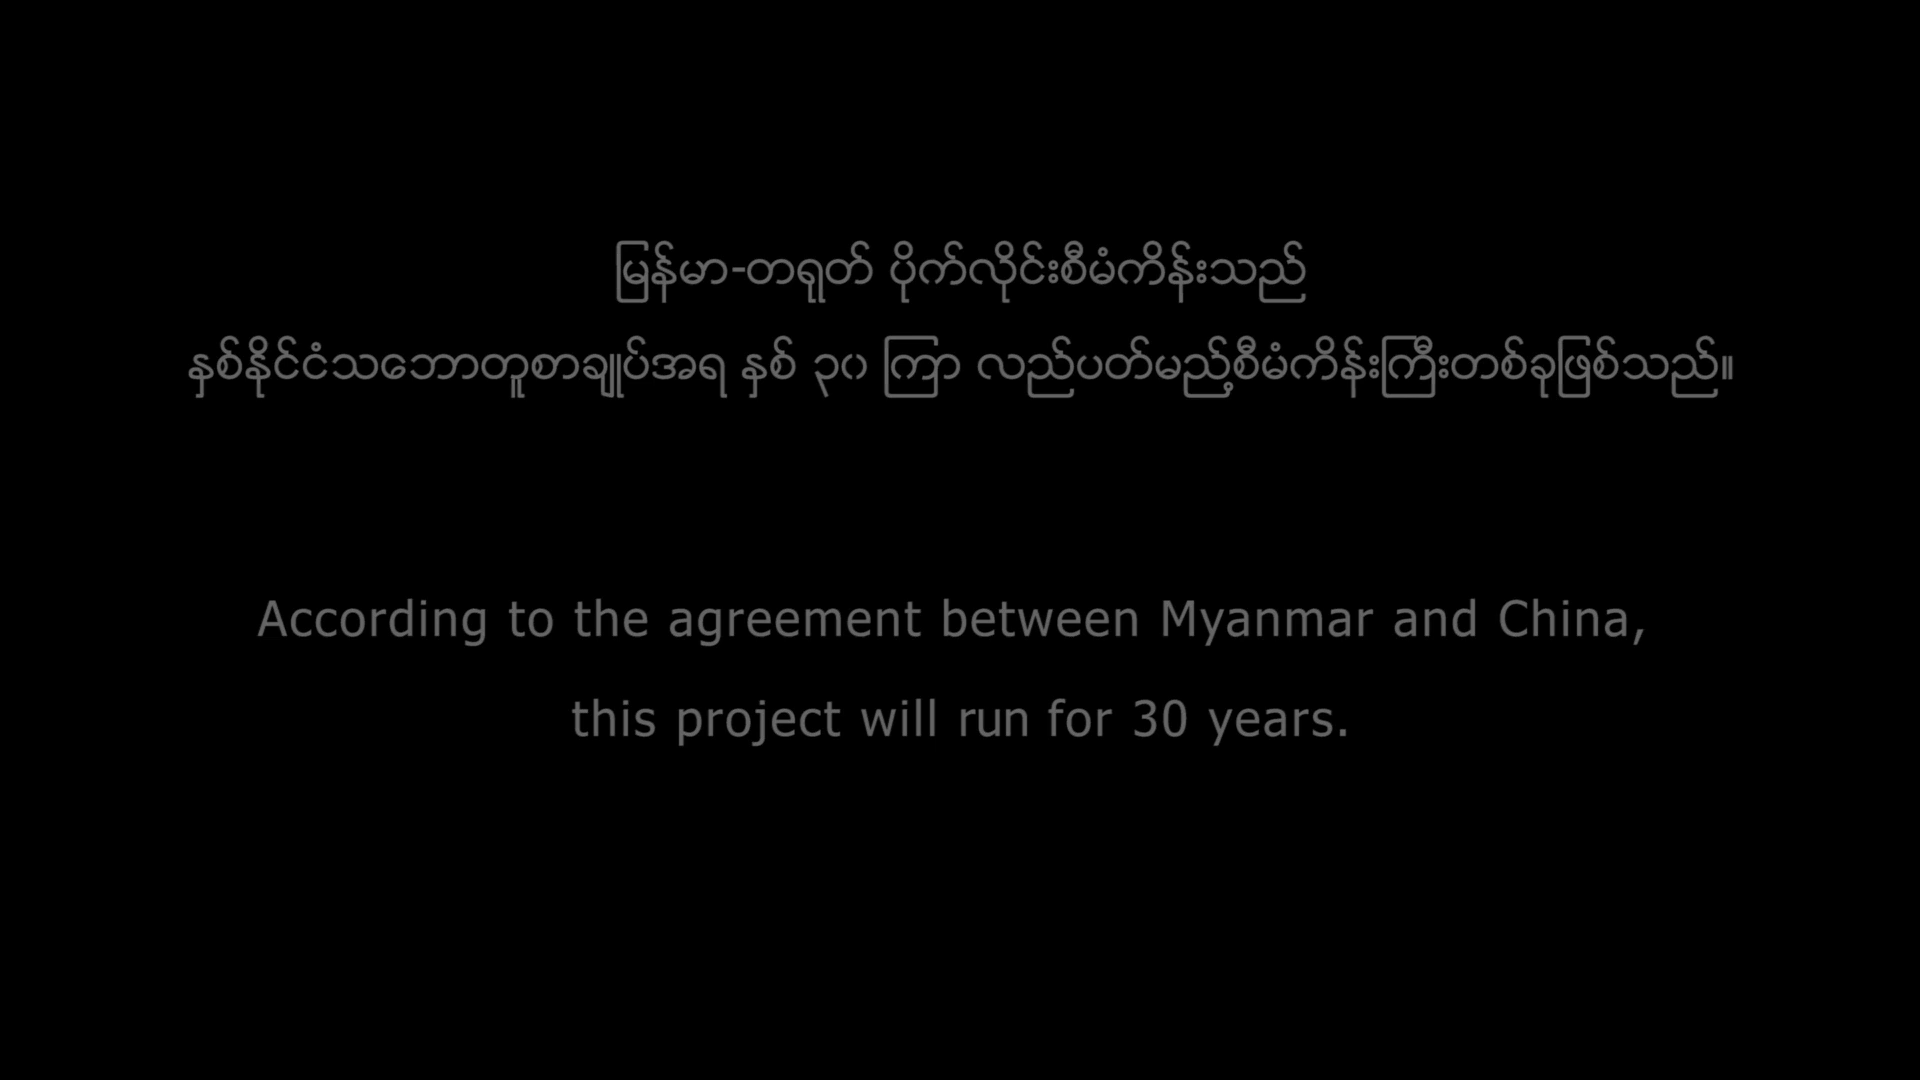 မြန်မာ-တရုတ် ပိုက်လိုင်းစီမံကိန်းသည်
နှစ်နိုင်ငံသဘောတူစာချုပ်အရ နှစ် ၃၀ ကြာ လည်ပတ်မည့်စီမံကိန်းကြီးတစ်ခုဖြစ်သည်။
According to the agreement between Myanmar and China,
this project will run for 30 years.